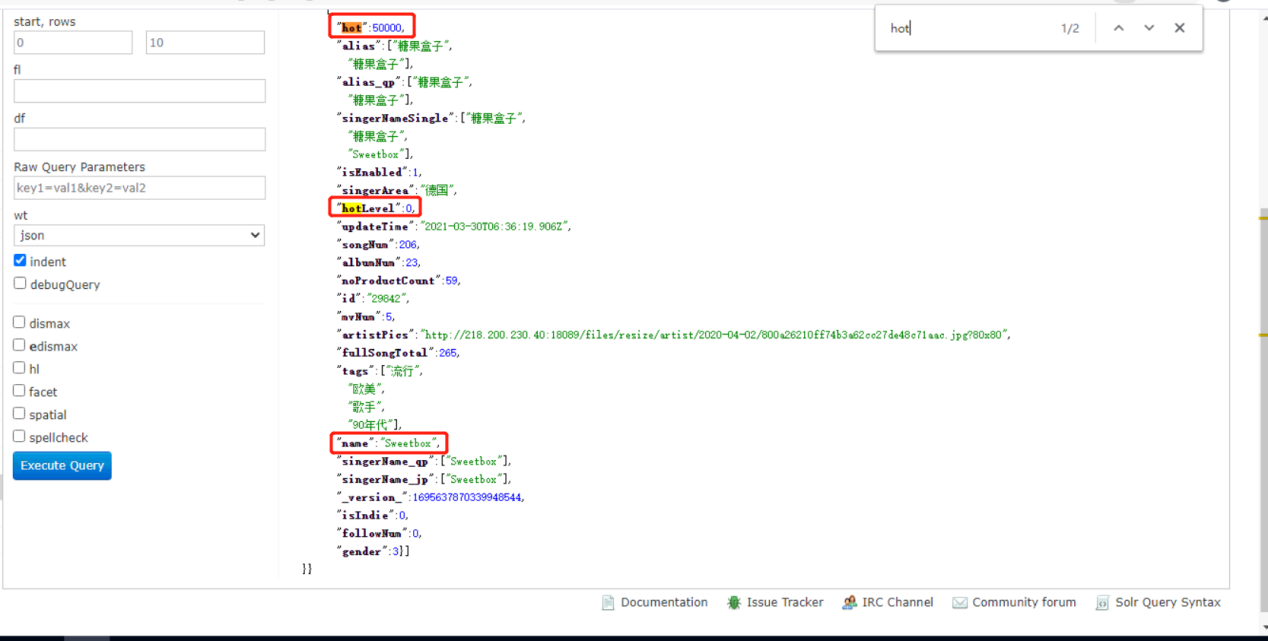 start, rows
0 10
fl
df
Raw Query Parameters
key1=val1&key2=val2
wt
json
indent
debugQuery
dismax
edismax
hl
facet
spatial
spellcheck
Execute Query
"hot":50000,
"alias":["糖果盒子",
"糖果盒子"],
"alias_qp":["糖果盒子",
"糖果盒子"],
"singerNameSingle":["糖果盒子",
"糖果盒子",
"Sweetbox"],
"isEnabled":1,
"singerArea":"德国",
"hotLevel":0,
"updateTime":"2021-03-30T06:36:19.906Z",
"songNum":206,
"albumNum":23,
"noProductCount":59,
"id":"29842",
"mvNum":5,
"artistPics":"http://218.200.230.40:18089/files/resize/artist/2020-04-02/800a26210ff74b3a62cc27de48c71aac.jpg?80x80",
"fullSongTotal":265,
"tags":["流行",
"欧美",
"歌手",
"90年代"],
"name":"Sweetbox",
"singerName_qp":["Sweetbox"],
"singerName_jp":["Sweetbox"],
"_version_":1695637870339948544,
"isIndie":0,
"followNum":0,
"gender":3}]
}}
hot 1/2
Documentation Issue Tracker IRC Channel Community forum Solr Query Syntax